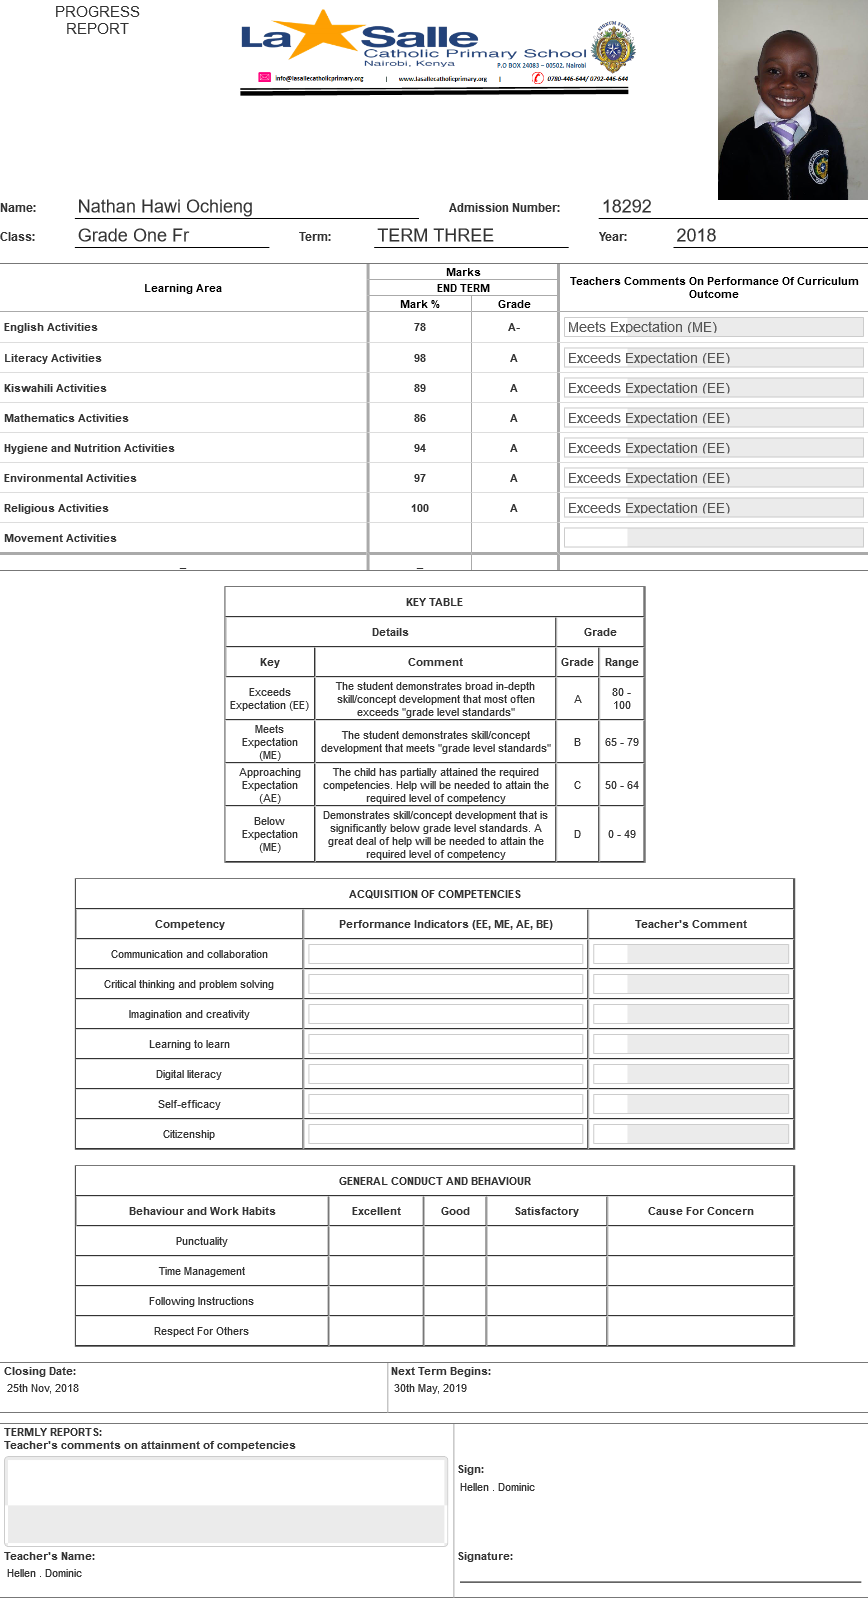 PROGRESS
REPORT
La Salle
Catholic Primary School
Nairobi, Kenya
P.O BOX 24083 – 00502, Nairobi
info@lasallecatholicprimary.org | www.lasallecatholicprimary.org | 0780-446-644/ 0792-446-644
Name: Nathan Hawi Ochieng Admission Number: 18292
Class: Grade One Fr Term: TERM THREE Year: 2018
Learning Area Marks Teachers Comments On Performance Of Curriculum Outcome
END TERM
Mark % Grade
English Activities 78 A- Meets Expectation (ME)
Literacy Activities 98 A Exceeds Expectation (EE)
Kiswahili Activities 89 A Exceeds Expectation (EE)
Mathematics Activities 86 A Exceeds Expectation (EE)
Hygiene and Nutrition Activities 94 A Exceeds Expectation (EE)
Environmental Activities 97 A Exceeds Expectation (EE)
Religious Activities 100 A Exceeds Expectation (EE)
Movement Activities
_ _
KEY TABLE
Details Grade
Key Comment Grade Range
Exceeds Expectation (EE) The student demonstrates broad in-depth skill/concept development that most often exceeds "grade level standards" A 80 - 100
Meets Expectation (ME) The student demonstrates skill/concept development that meets "grade level standards" B 65 - 79
Approaching Expectation (AE) The child has partially attained the required competencies. Help will be needed to attain the required level of competency C 50 - 64
Below Expectation (ME) Demonstrates skill/concept development that is significantly below grade level standards. A great deal of help will be needed to attain the required level of competency D 0 - 49
ACQUISITION OF COMPETENCIES
Competency Performance Indicators (EE, ME, AE, BE) Teacher's Comment
Communication and collaboration
Critical thinking and problem solving
Imagination and creativity
Learning to learn
Digital literacy
Self-efficacy
Citizenship
GENERAL CONDUCT AND BEHAVIOUR
Behaviour and Work Habits Excellent Good Satisfactory Cause For Concern
Punctuality
Time Management
Following Instructions
Respect For Others
Closing Date: Next Term Begins:
25th Nov, 2018 30th May, 2019
TERMLY REPORTS:
Teacher's comments on attainment of competencies
Sign:
Hellen . Dominic
Teacher's Name: Signature:
Hellen . Dominic